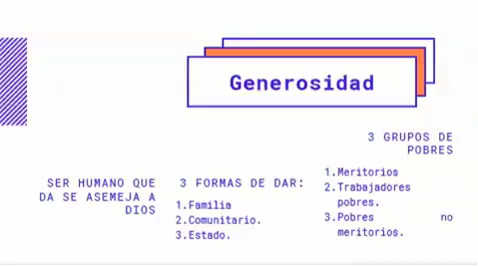 Generosidad
SER HUMANO QUE
DA SE ASEMEJA A
DIOS
3 FORMAS DE DAR:
1.Familia
2.Comunitario.
3.Estado.
3 GRUPOS DE
POBRES
1.Meritorios
2.Trabajadores
pobres.
3.Pobres no
meritorios.